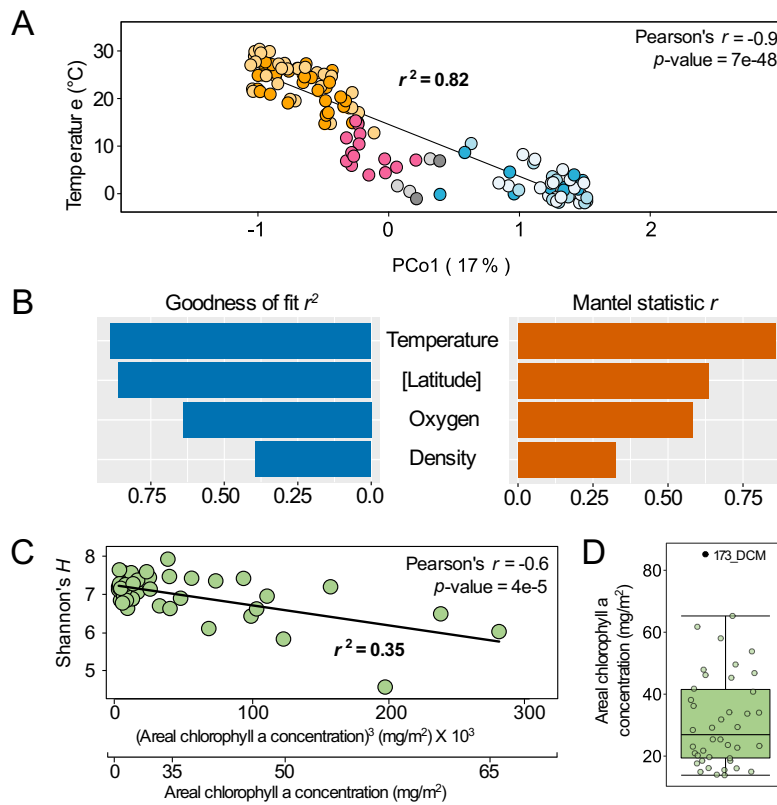 A
Pearson's r = -0.9
p-value = 7e-48
r² = 0.82
Temperatur e (°C)
30
20
10
0
-1 0 1 2
PCo1 ( 17 % )
B
Goodness of fit r² Mantel statistic r
Temperature
[Latitude]
Oxygen
Density
0.75 0.50 0.25 0.0 0.0 0.25 0.50 0.75
C
Pearson's r = -0.6
p-value = 4e-5
r² = 0.35
Shannon's H
8
7
6
5
0 100 200 300
(Areal chlorophyll a concentration)³ (mg/m²) X 10³
0 35 50 65
Areal chlorophyll a concentration (mg/m²)
D
173_DCM
Areal chlorophyll a
concentration (mg/m²)
80
60
40
20